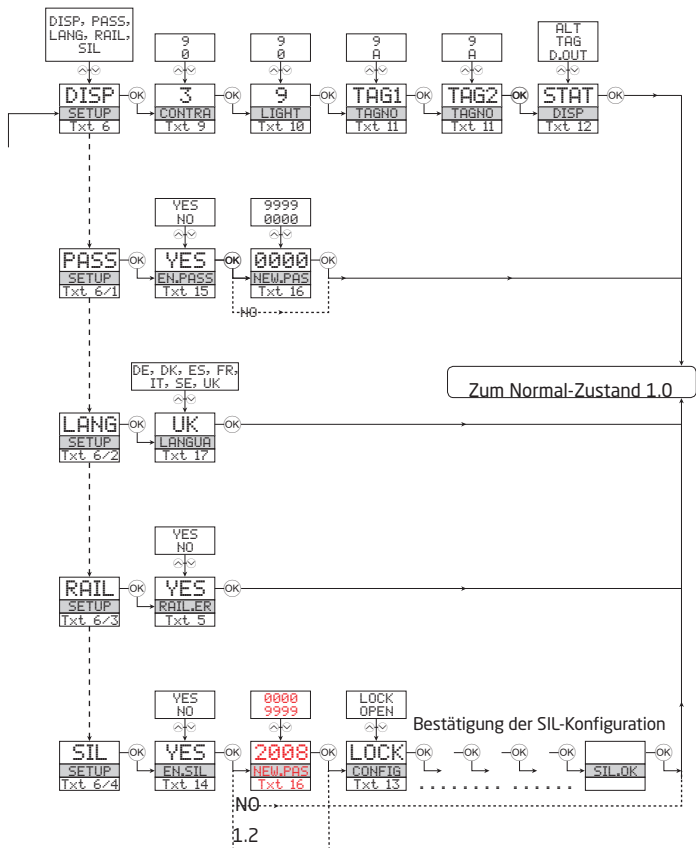 DISP, PASS,
LANG, RAIL,
SIL
9
0
9
0
9
A
9
A
ALT
TAG
D.OUT
DISP
OK
3
OK
9
OK
TAG1
OK
TAG2
OK
STAT
OK
SETUP
CONTRA
LIGHT
TAGNO
TAGNO
DISP
Txt 6
Txt 9
Txt 10
Txt 11
Txt 11
Txt 12
YES
NO
9999
0000
PASS
OK
YES
OK
0000
OK
SETUP
EN.PASS
NEW.PAS
Txt 6/1
Txt 15
Txt 16
NO
DE, DK, ES, FR,
IT, SE, UK
Zum Normal-Zustand 1.0
LANG
OK
UK
OK
SETUP
LANGUA
Txt 6/2
Txt 17
YES
NO
RAIL
OK
YES
OK
SETUP
RAIL.ER
Txt 6/3
Txt 5
YES
NO
0000
9999
LOCK
OPEN
Bestätigung der SIL-Konfiguration
SIL
OK
YES
OK
2008
OK
LOCK
OK
OK
OK
OK
OK
SETUP
EN.SIL
NEW.PAS
CONFIG
SIL.OK
Txt 6/4
Txt 14
Txt 16
Txt 13
NO
1.2